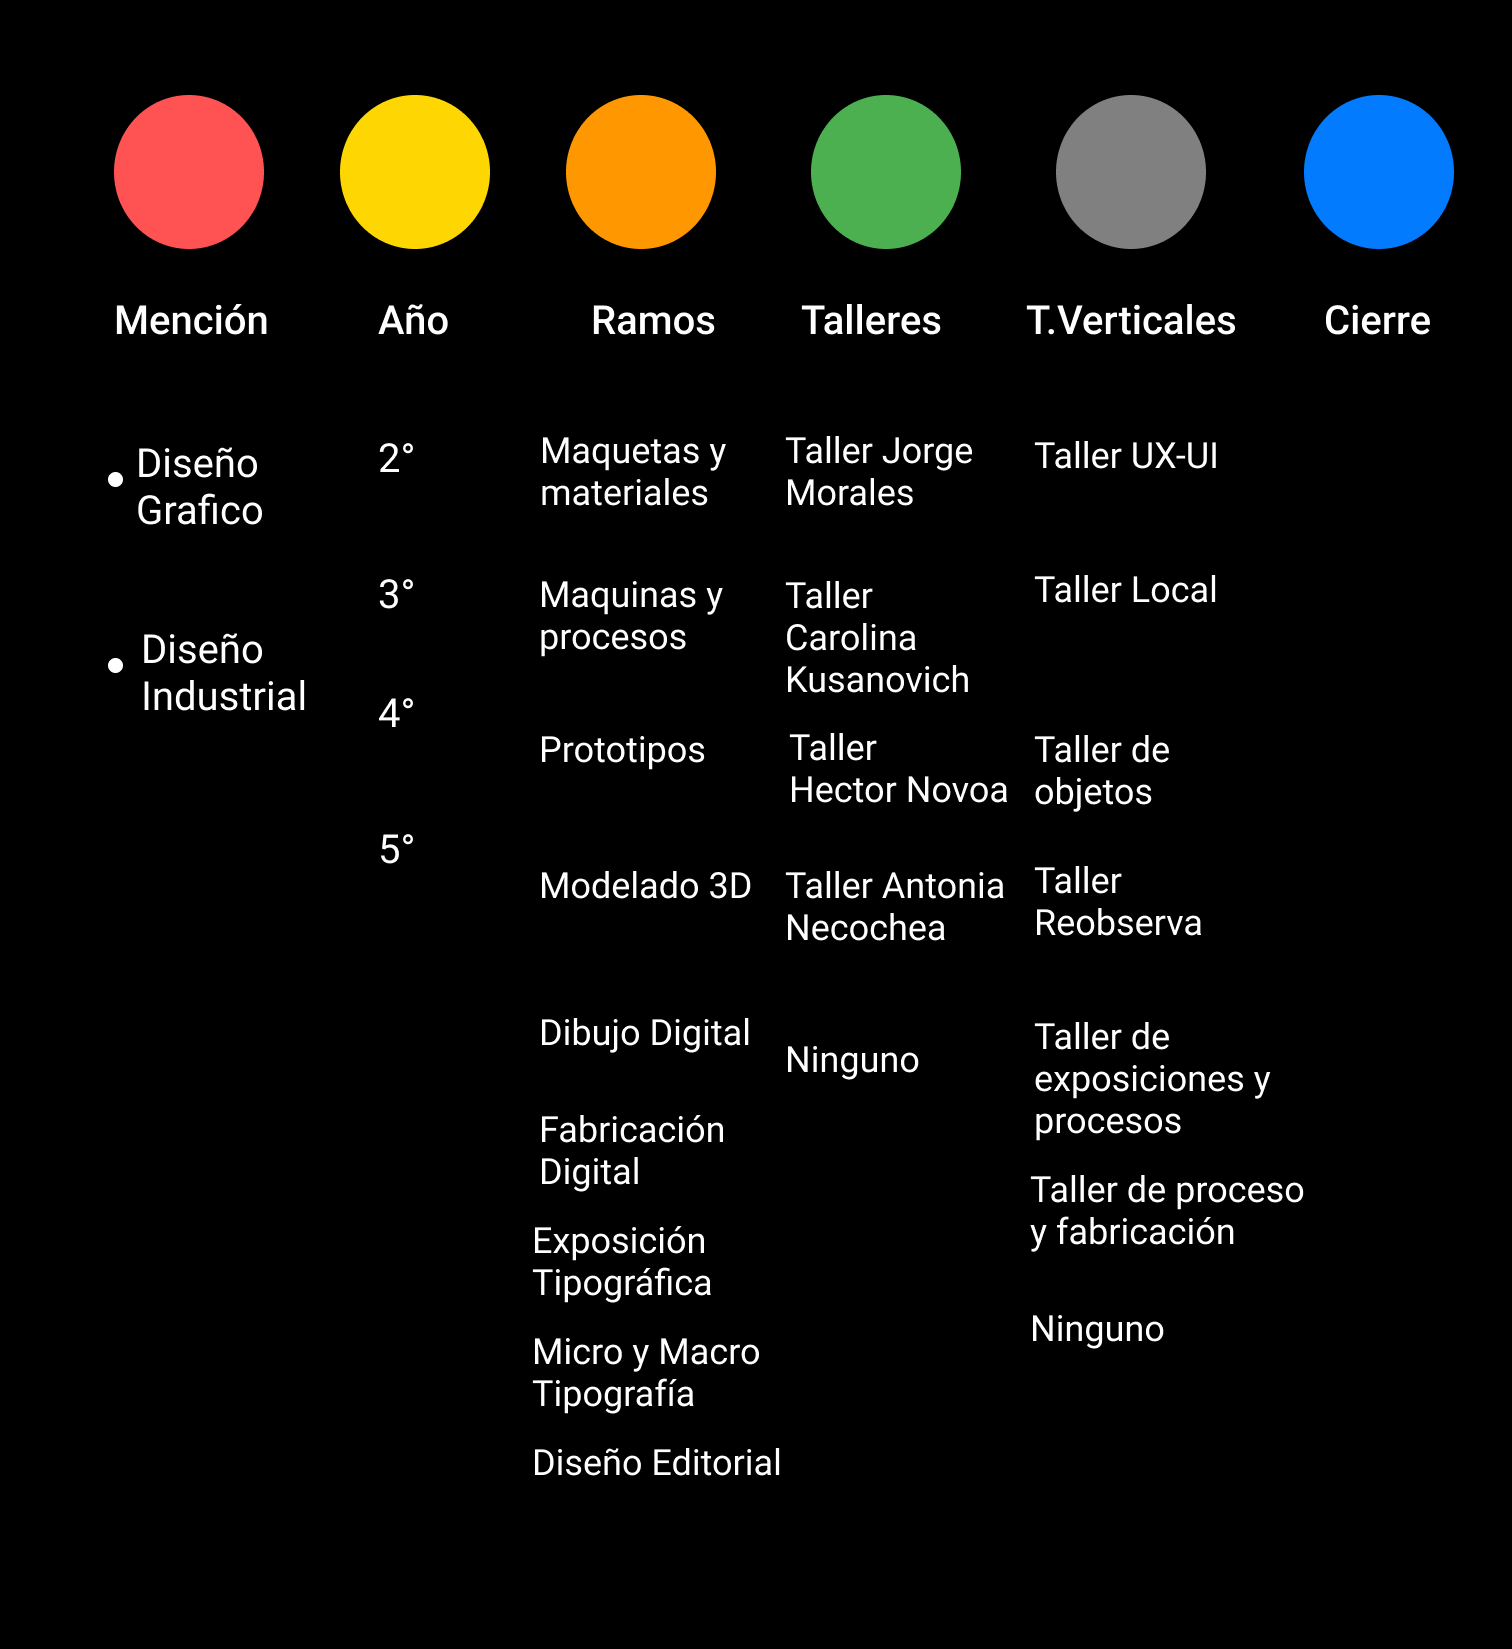 Mención
Año
Ramos
Talleres
T.Verticales
Cierre
Diseño
Grafico
Diseño
Industrial
2°
3°
4°
5°
Maquetas y
materiales
Maquinas y
procesos
Prototipos
Modelado 3D
Dibujo Digital
Fabricación
Digital
Exposición
Tipográfica
Micro y Macro
Tipografía
Diseño Editorial
Taller Jorge
Morales
Taller
Carolina
Kusanovich
Taller
Hector Novoa
Taller Antonia
Necochea
Ninguno
Taller UX-UI
Taller Local
Taller de
objetos
Taller
Reobserva
Taller de
exposiciones y
procesos
Taller de proceso
y fabricación
Ninguno